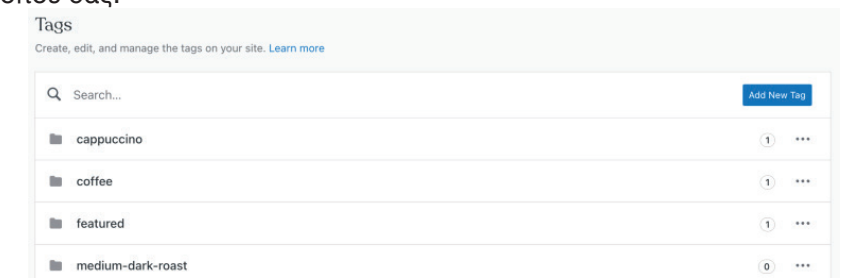 Tags
Create, edit, and manage the tags on your site. Learn more
Search...
Add New Tag
cappuccino 1 ...
coffee 1 ...
featured 1 ...
medium-dark-roast 0 ...